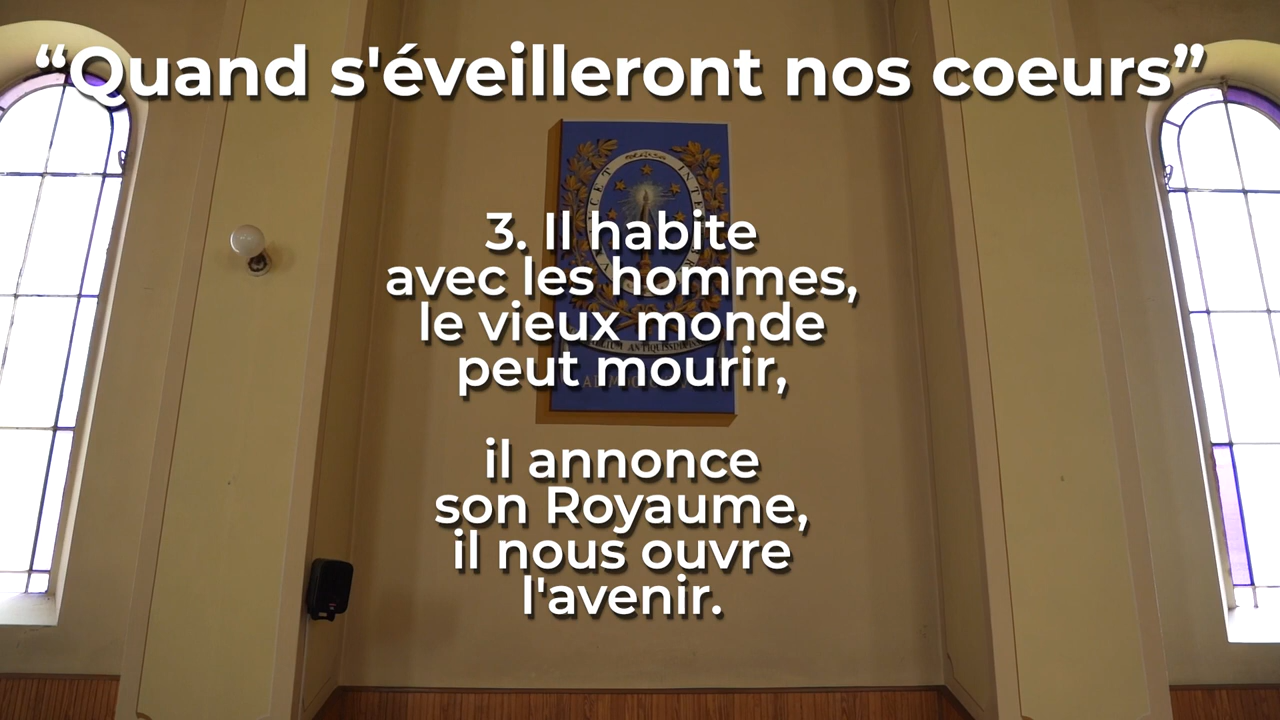 “Quand s'éveilleront nos coeurs”
3. Il habite
avec les hommes,
le vieux monde
peut mourir,
il annonce
son Royaume,
il nous ouvre
l'avenir.